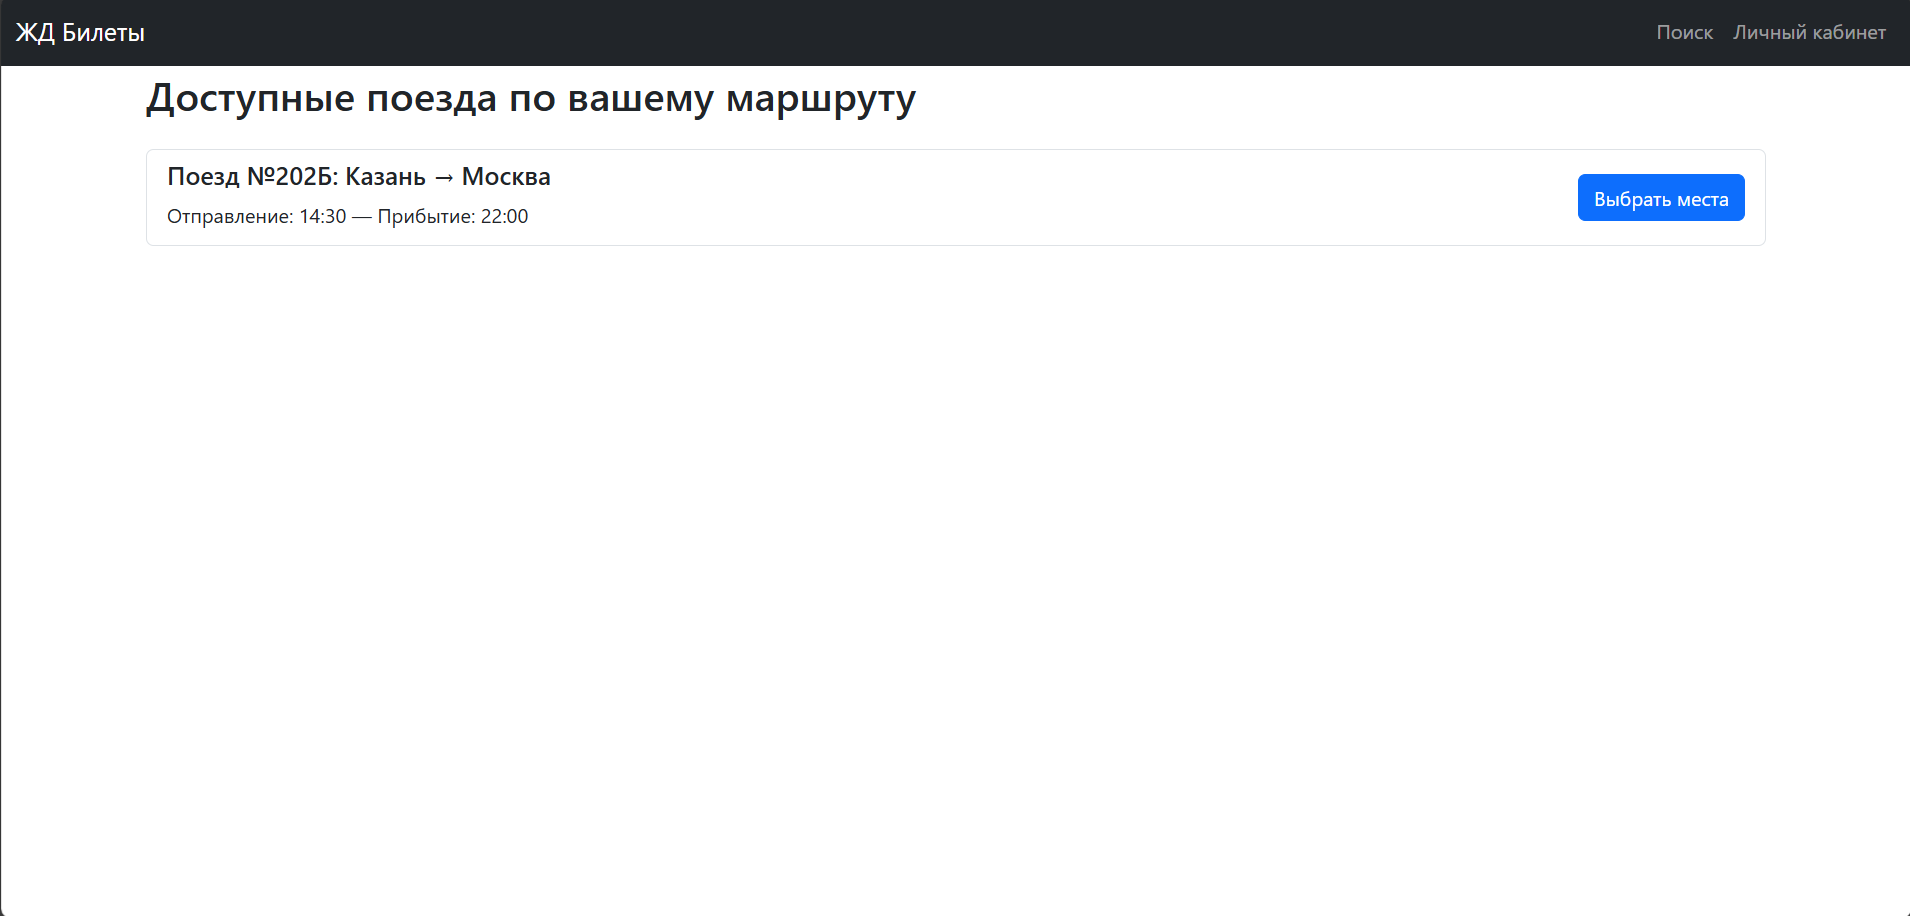 ЖД Билеты
Поиск Личный кабинет
Доступные поезда по вашему маршруту
Поезд №202Б: Казань → Москва
Отправление: 14:30 — Прибытие: 22:00
Выбрать места